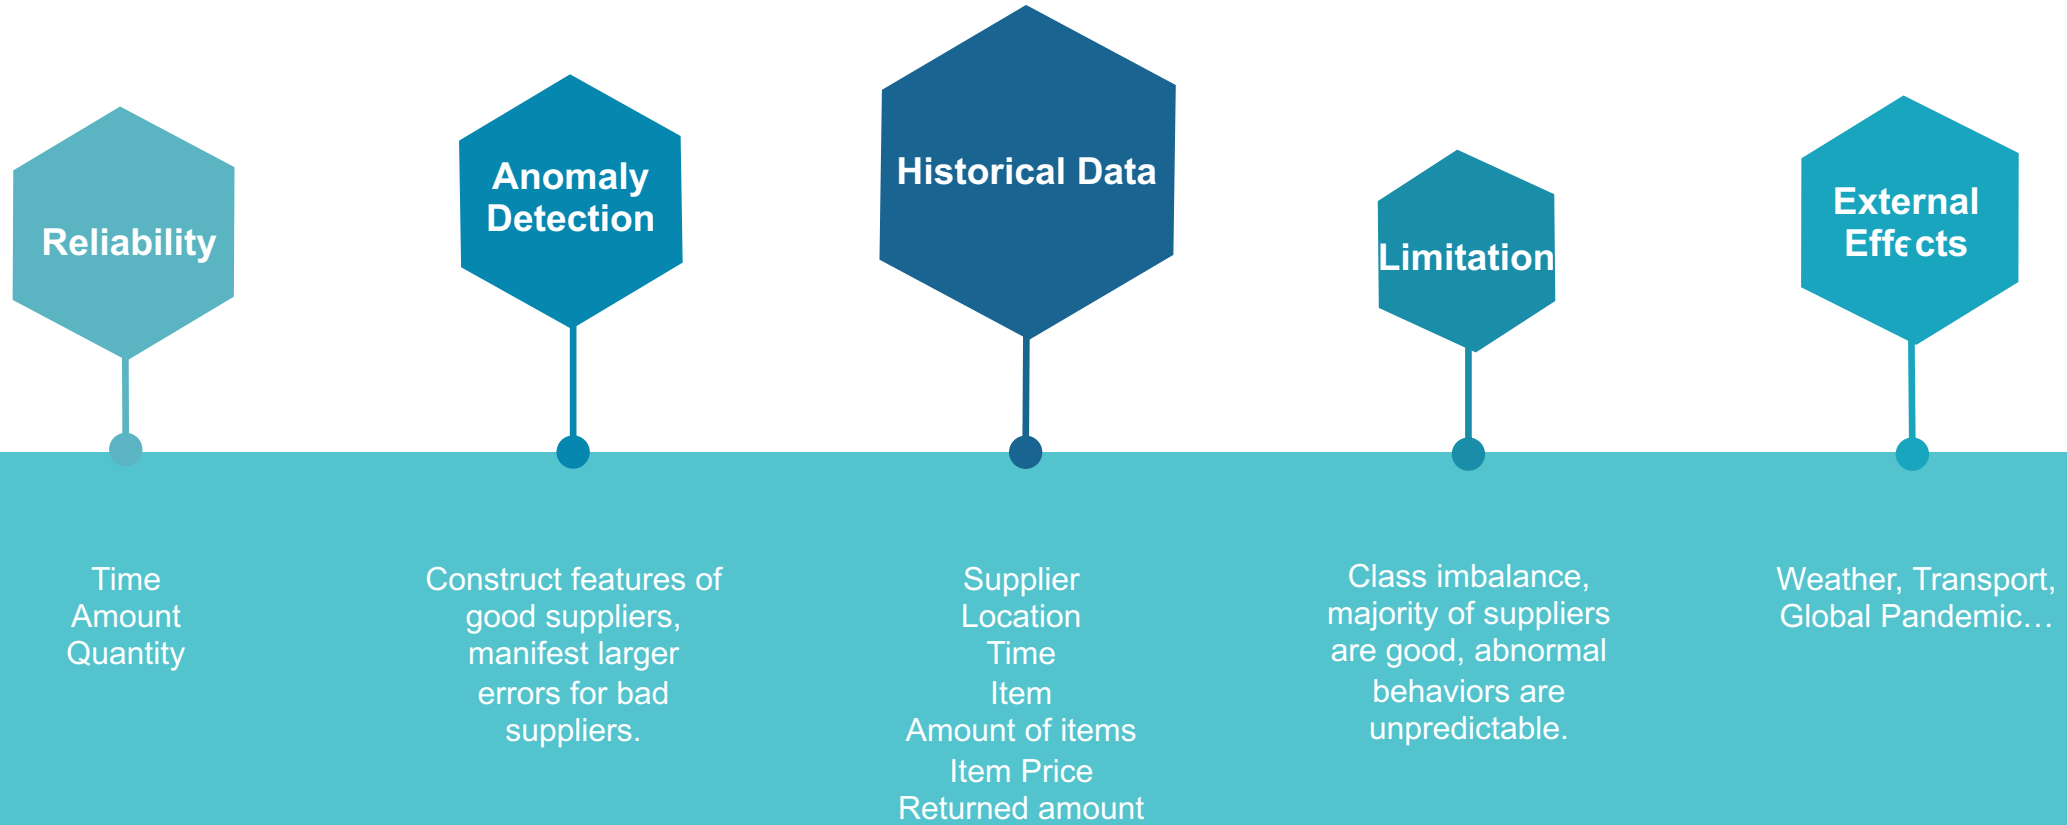 Reliability
Time
Amount
Quantity
Anomaly
Detection
Construct features of
good suppliers,
manifest larger
errors for bad
suppliers.
Historical Data
Supplier
Location
Time
Item
Amount of items
Item Price
Returned amount
Limitation
Class imbalance,
majority of suppliers
are good, abnormal
behaviors are
unpredictable.
External
Effects
Weather, Transport,
Global Pandemic…